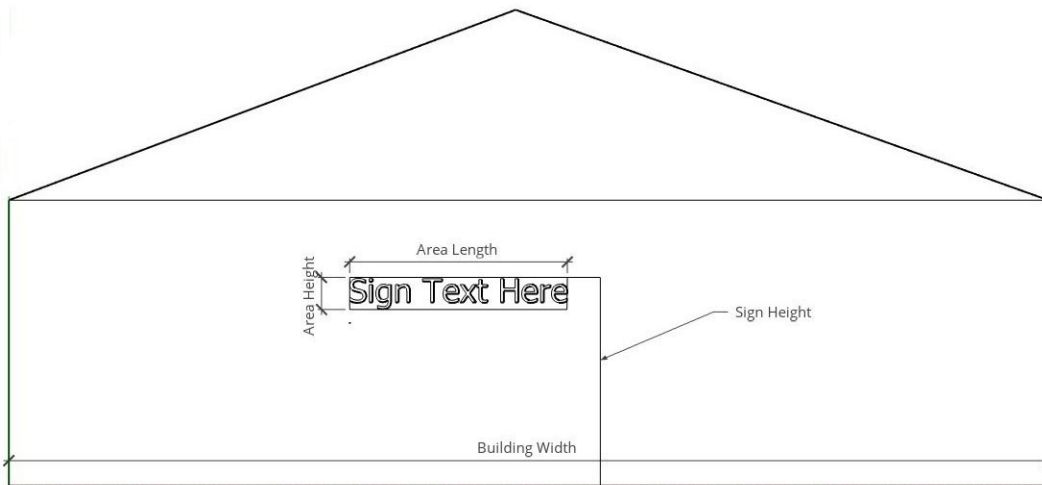 Area Length
Area Height
Sign Text Here
Sign Height
Building Width